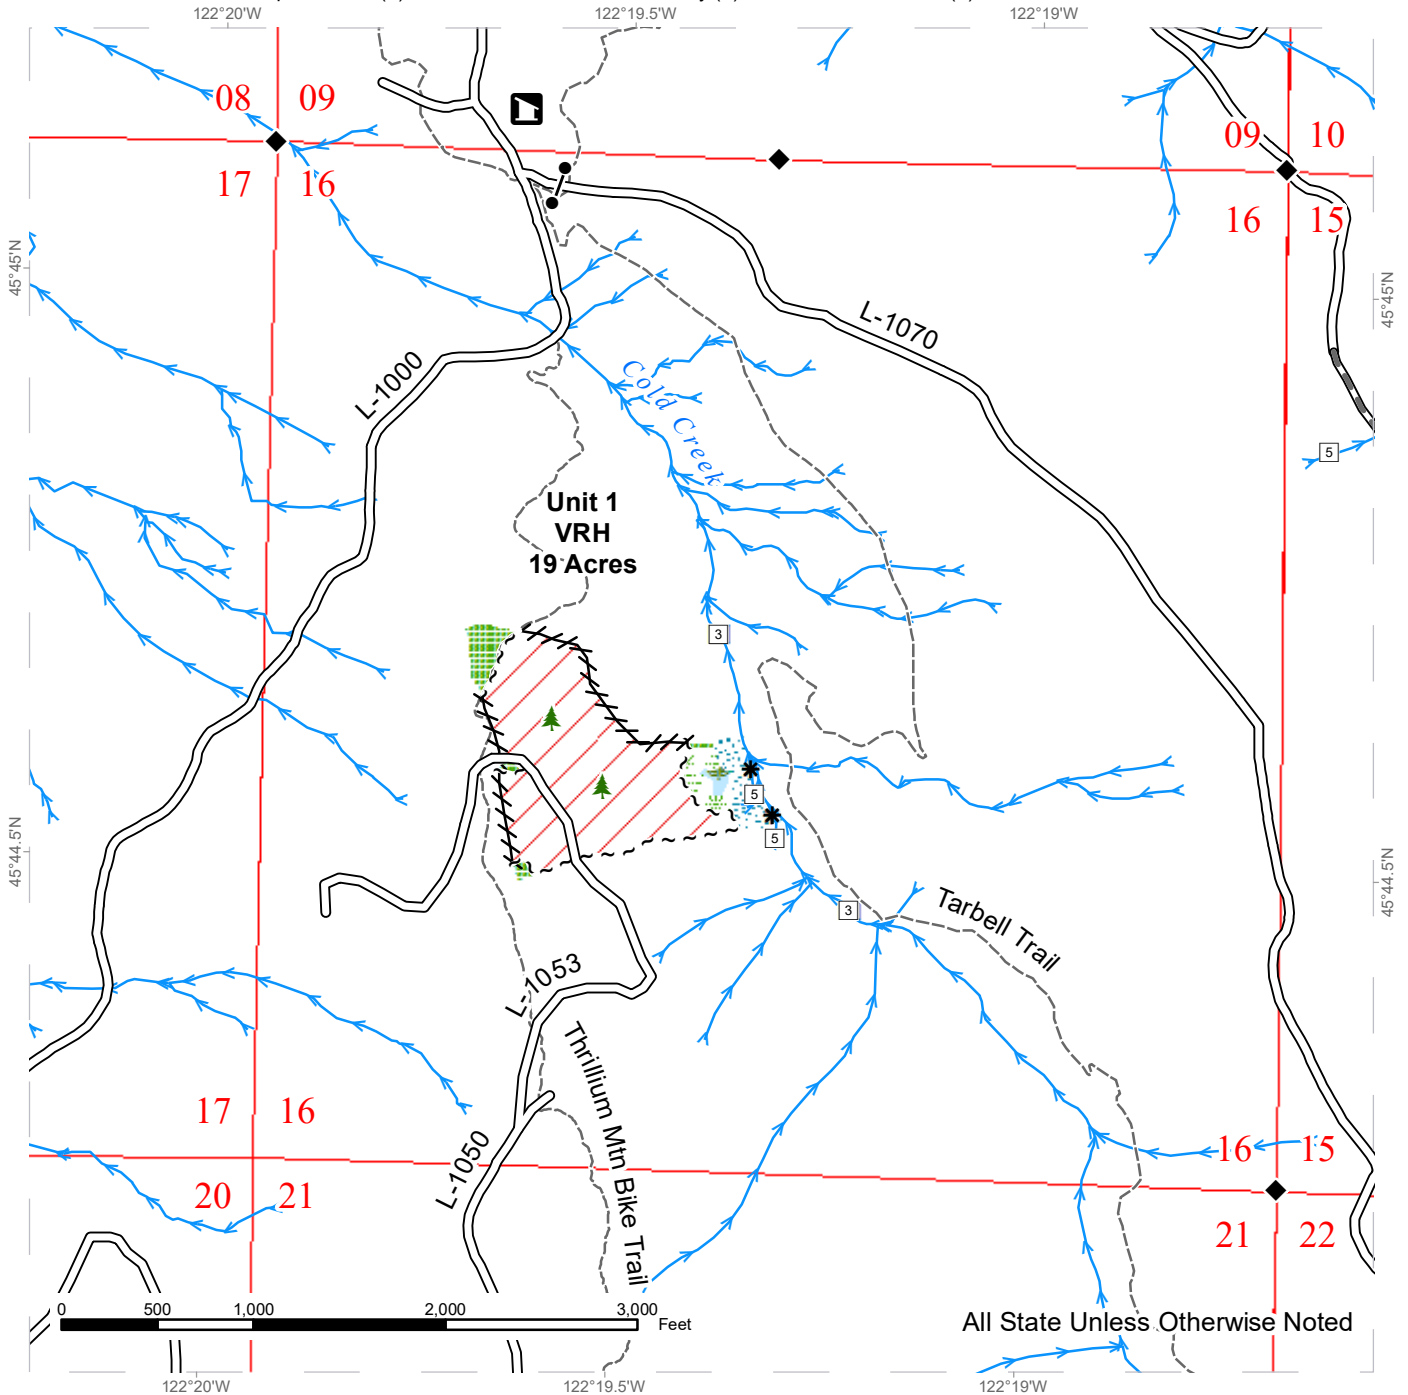 122°20'W
122°19.5'W
122°19'W
08 09
17 16
09 10
16 15
45°45'N
45°45'N
L-1070
L-1000
Cold Creek
5
Unit 1
VRH
19 Acres
3
5
5
45°44.5'N
45°44.5'N
3
Tarbell Trail
L-1053
Thrillium Mtn Bike Trail
L-1050
17 16
20 21
16 15
21 22
0 500 1,000 2,000 3,000
Feet
All State Unless Otherwise Noted
122°20'W
122°19.5'W
122°19'W